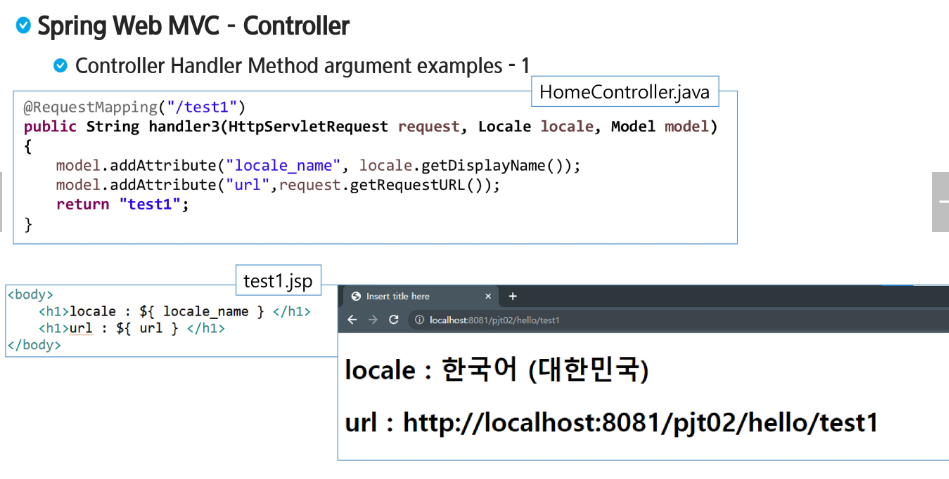 Spring Web MVC - Controller
Controller Handler Method argument examples - 1
HomeController.java
@RequestMapping("/test1")
public String handler3(HttpServletRequest request, Locale locale, Model model)
{
model.addAttribute("locale_name", locale.getDisplayName());
model.addAttribute("url",request.getRequestURL());
return "test1";
}
test1.jsp
<body>
<h1>locale : ${ locale_name } </h1>
<h1>url : ${ url } </h1>
</body>
Insert title here
localhost:8081/pjt02/hello/test1
locale : 한국어 (대한민국)
url : http://localhost:8081/pjt02/hello/test1